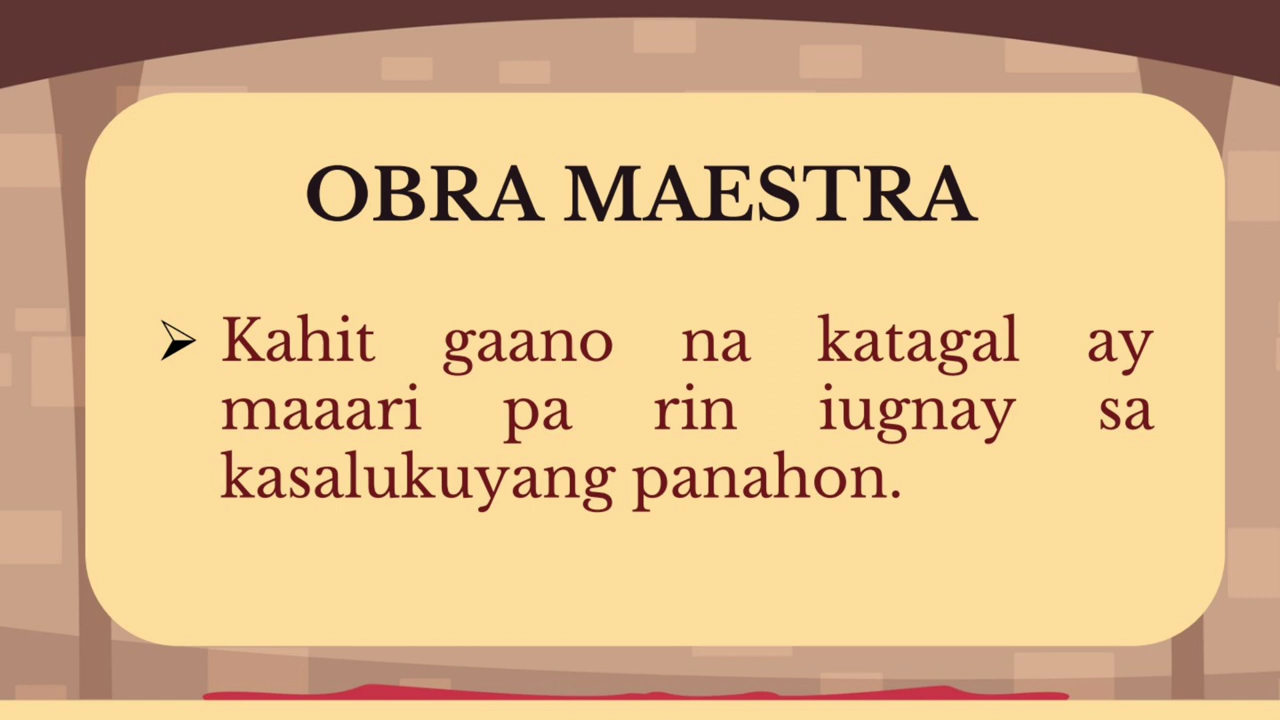 OBRA MAESTRA
➢ Kahit gaano na katagal ay
maaari pa rin iugnay sa
kasalukuyang panahon.